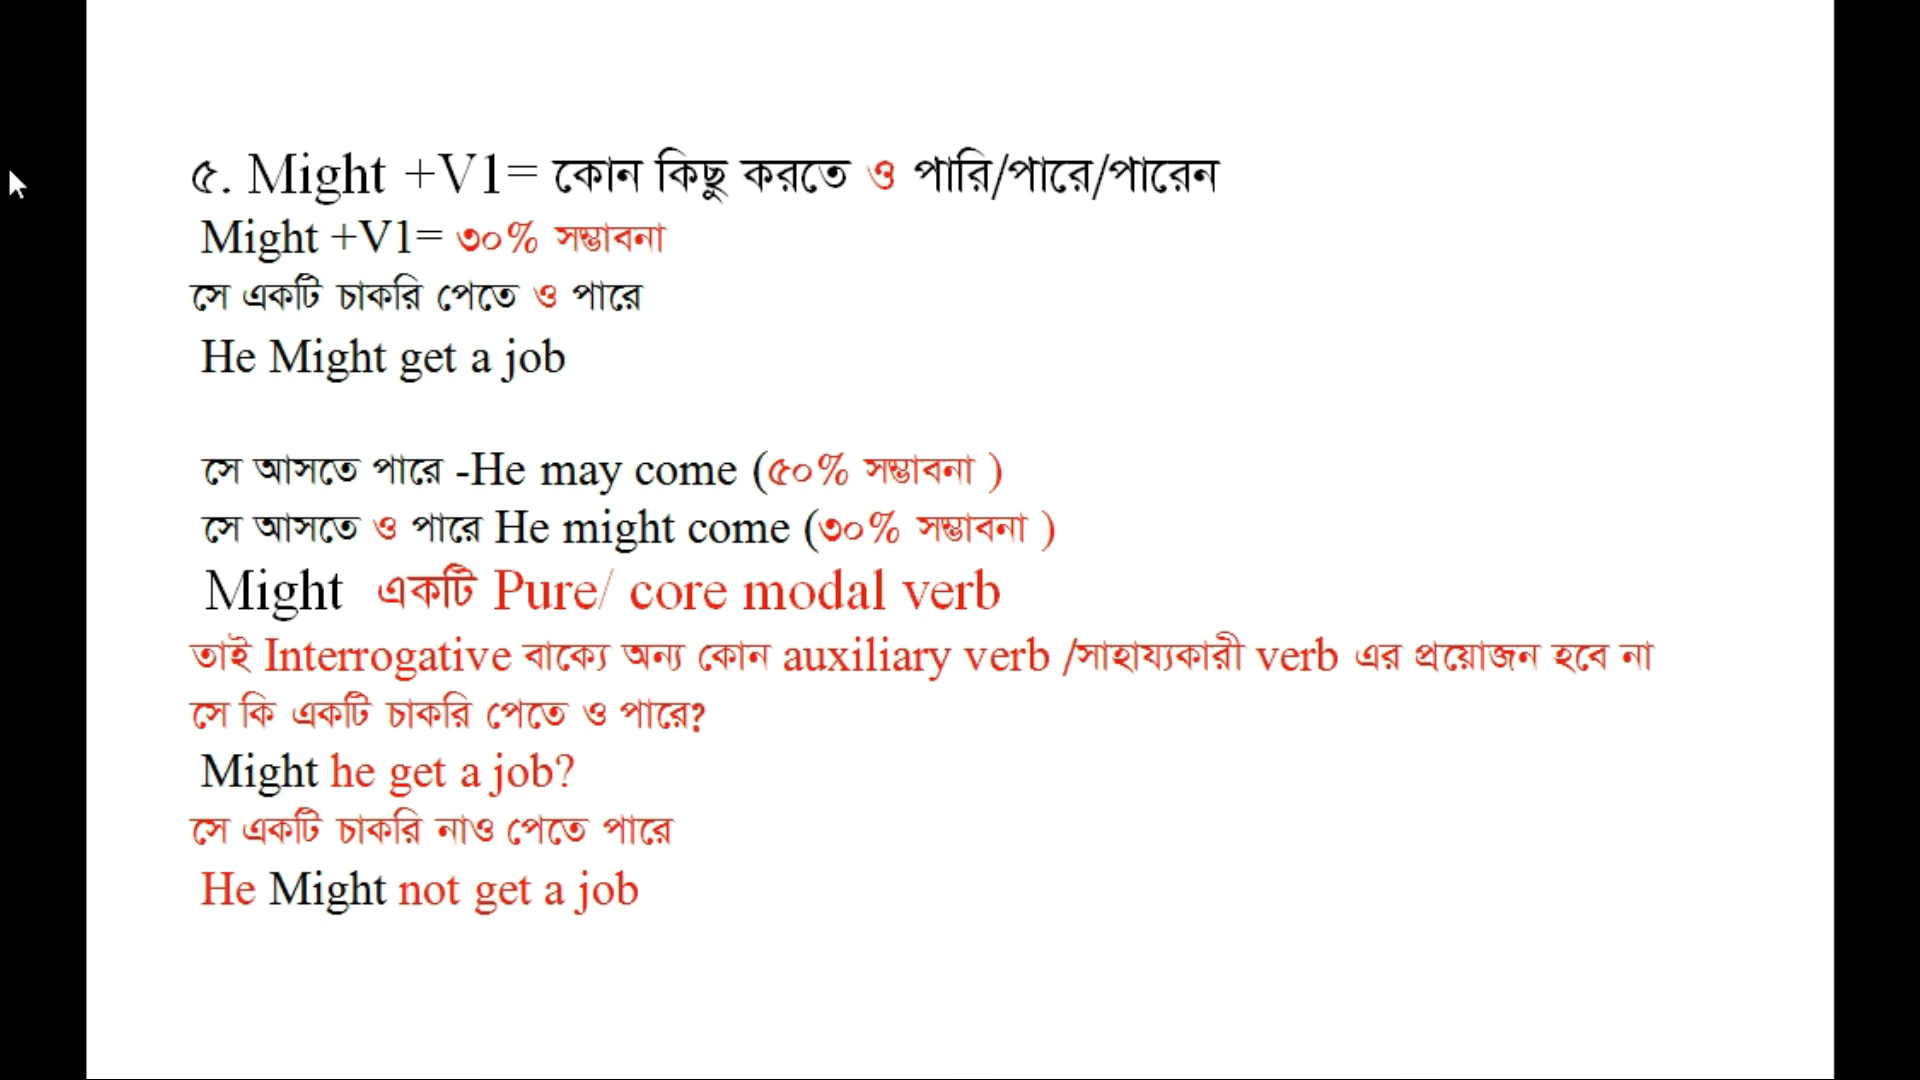 ৫. Might +V1= কোন কিছু করতে ও পারি/পারে/পারেন
Might +V1= ৩০% সম্ভাবনা
সে একটি চাকরি পেতে ও পারে
He Might get a job
সে আসতে পারে -He may come (৫০% সম্ভাবনা )
সে আসতে ও পারে He might come (৩০% সম্ভাবনা )
Might একটি Pure/ core modal verb
তাই Interrogative বাক্যে অন্য কোন auxiliary verb /সাহায্যকারী verb এর প্রয়োজন হবে না
সে কি একটি চাকরি পেতে ও পারে?
Might he get a job?
সে একটি চাকরি নাও পেতে পারে
He Might not get a job